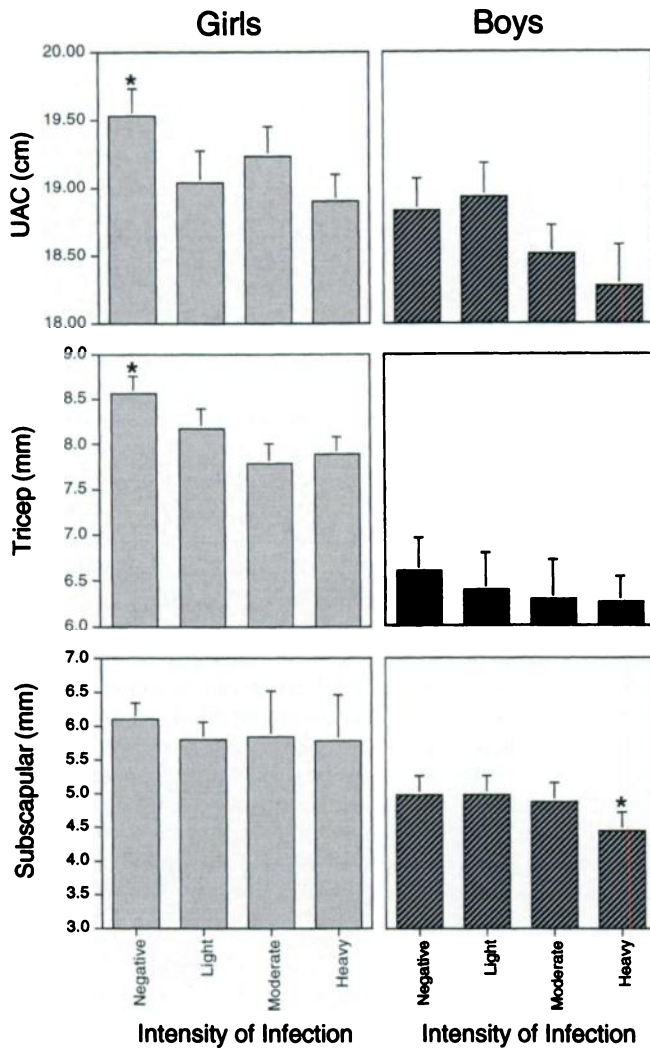 Girls
Boys
UAC (cm)
20.00
19.50
19.00
18.50
18.00
*
Tricep (mm)
9.0
8.5
8.0
7.5
7.0
6.5
6.0
*
Subscapular (mm)
7.0
6.5
6.0
5.5
5.0
4.5
4.0
3.5
3.0
*
Negative
Light
Moderate
Heavy
Negative
Light
Moderate
Heavy
Intensity of Infection
Intensity of Infection